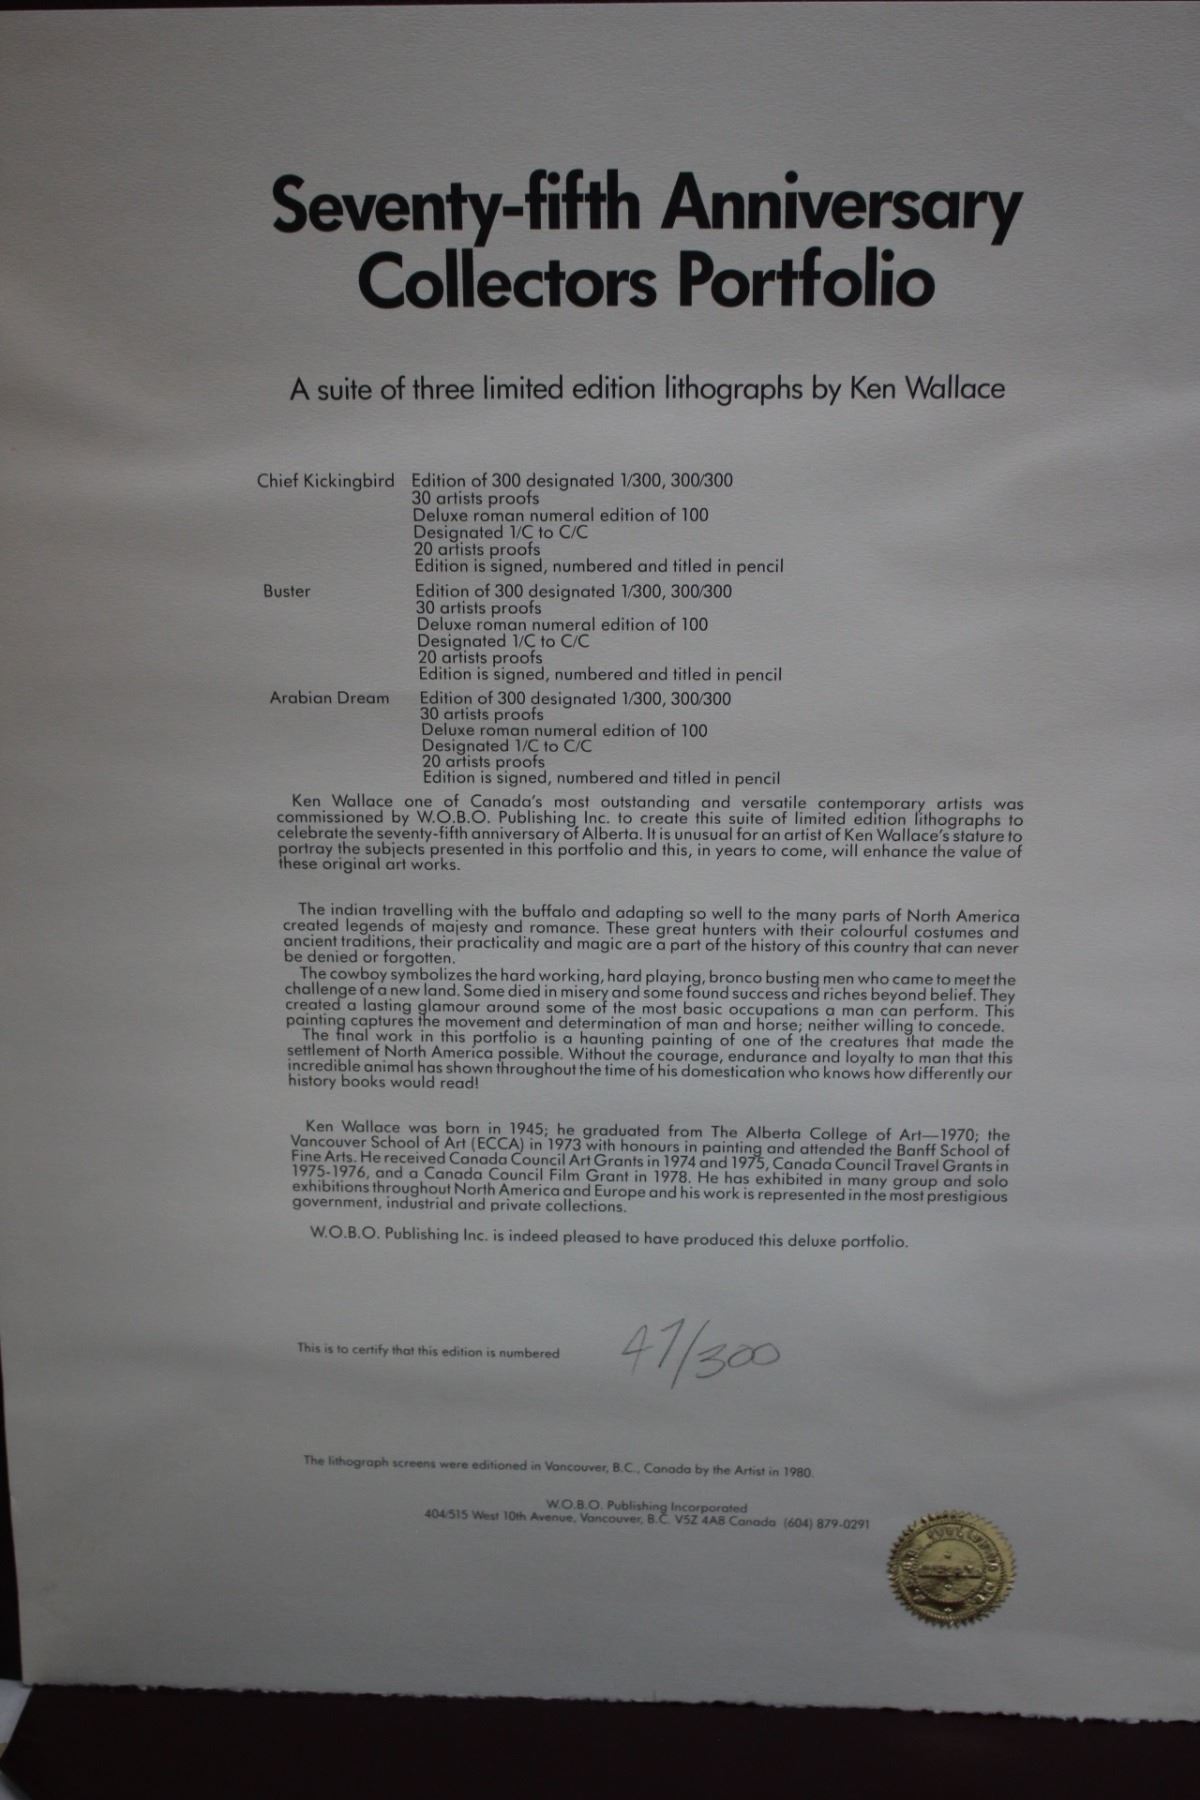 Seventy-fifth Anniversary
Collectors Portfolio
A suite of three limited edition lithographs by Ken Wallace
Chief Kickingbird Edition of 300 designated 1/300, 300/300
30 artists proofs
Deluxe roman numeral edition of 100
Designated 1/C to C/C
20 artists proofs
Edition is signed, numbered and titled in pencil
Buster Edition of 300 designated 1/300, 300/300
30 artists proofs
Deluxe roman numeral edition of 100
Designated 1/C to C/C
20 artists proofs
Edition is signed, numbered and titled in pencil
Arabian Dream Edition of 300 designated 1/300, 300/300
30 artists proofs
Deluxe roman numeral edition of 100
Designated 1/C to C/C
20 artists proofs
Edition is signed, numbered and titled in pencil
Ken Wallace one of Canada's most outstanding and versatile contemporary artists was
commissioned by W.O.B.O. Publishing Inc. to create this suite of limited edition lithographs to
celebrate the seventy-fifth anniversary of Alberta. It is unusual for an artist of Ken Wallace's stature to
portray the subjects presented in this portfolio and this, in years to come, will enhance the value of
these original art works.
The indian travelling with the buffalo and adapting so well to the many parts of North America
created legends of majesty and romance. These great hunters with their colourful costumes and
ancient traditions, their practicality and magic are a part of the history of this country that can never
be denied or forgotten.
The cowboy symbolizes the hard working, hard playing, bronco busting men who came to meet the
challenge of a new land. Some died in misery and some found success and riches beyond belief. They
created a lasting glamour around some of the most basic occupations a man can perform. This
painting captures the movement and determination of man and horse; neither willing to concede.
The final work in this portfolio is a haunting painting of one of the creatures that made the
settlement of North America possible. Without the courage, endurance and loyalty to man that this
incredible animal has shown throughout the time of his domestication who knows how differently our
history books would read!
Ken Wallace was born in 1945; he graduated from The Alberta College of Art—1970; the
Vancouver School of Art (ECCA) in 1973 with honours in painting and attended the Banff School of
Fine Arts. He received Canada Council Art Grants in 1974 and 1975, Canada Council Travel Grants in
1975-1976, and a Canada Council Film Grant in 1978. He has exhibited in many group and solo
exhibitions throughout North America and Europe and his work is represented in the most prestigious
government, industrial and private collections.
W.O.B.O. Publishing Inc. is indeed pleased to have produced this deluxe portfolio.
This is to certify that this edition is numbered 47/300
The lithograph screens were editioned in Vancouver, B.C., Canada by the Artist in 1980.
W.O.B.O. Publishing Incorporated
404/515 West 10th Avenue, Vancouver, B.C. V5Z 4A8 Canada (604) 879-0291